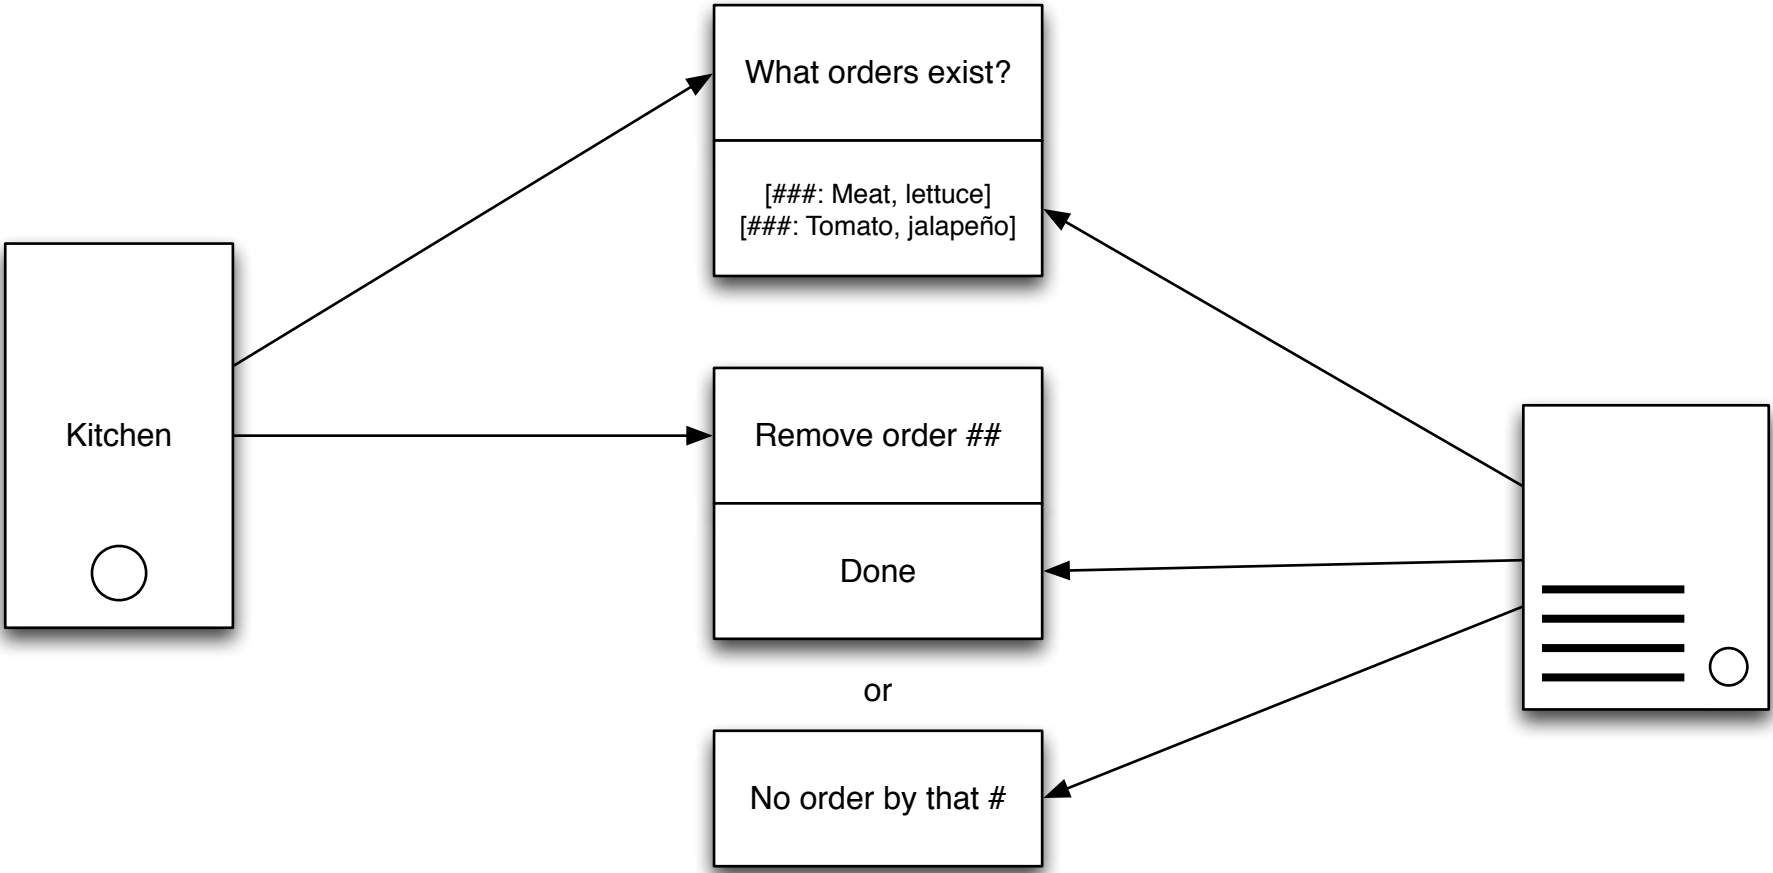 What orders exist?
[###: Meat, lettuce]
[###: Tomato, jalapeño]
Kitchen
Remove order ##
Done
or
No order by that #